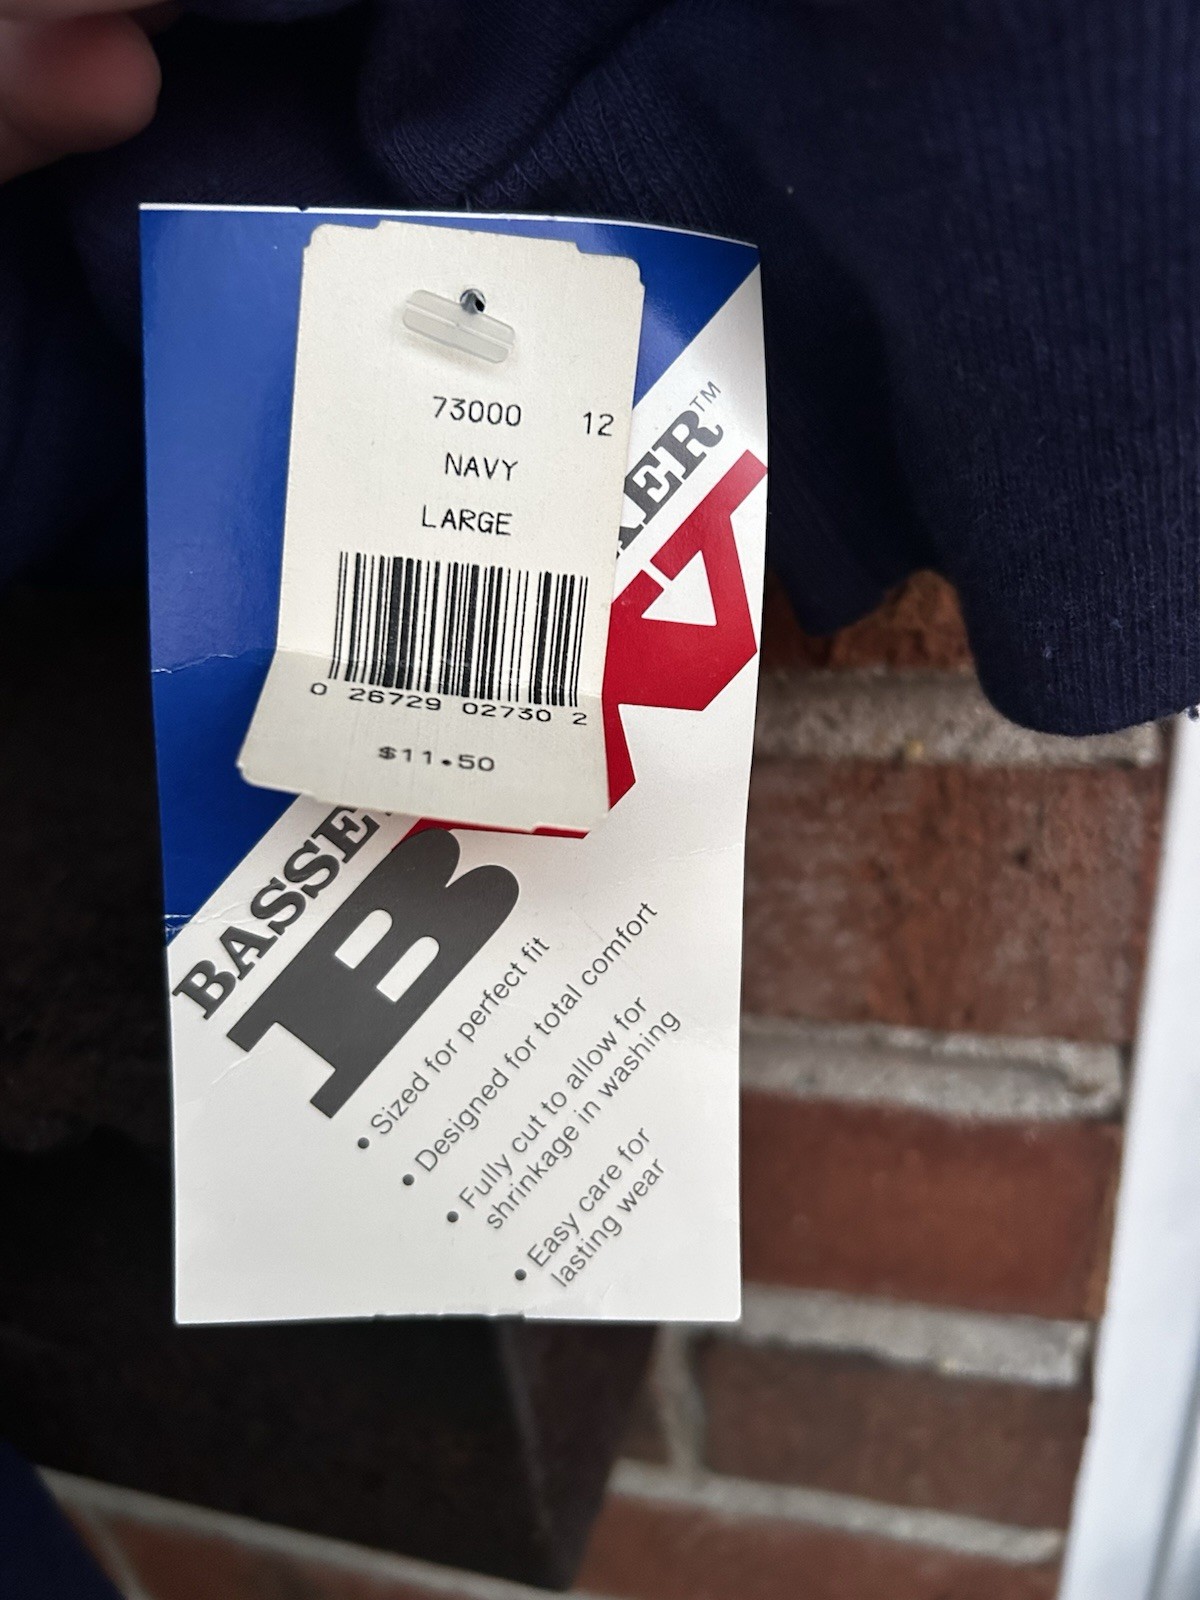 73000 12
NAVY
LARGE
0 26729 02730 2
$11.50
B
• Sized for perfect fit
• Designed for total comfort
• Fully cut to allow for
shrinkage in washing
• Easy care for
lasting wear